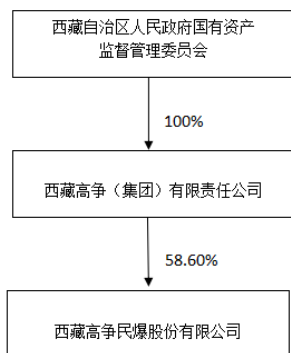 西藏自治区人民政府国有资产
监督管理委员会
100%
西藏高争（集团）有限责任公司
58.60%
西藏高争民爆股份有限公司